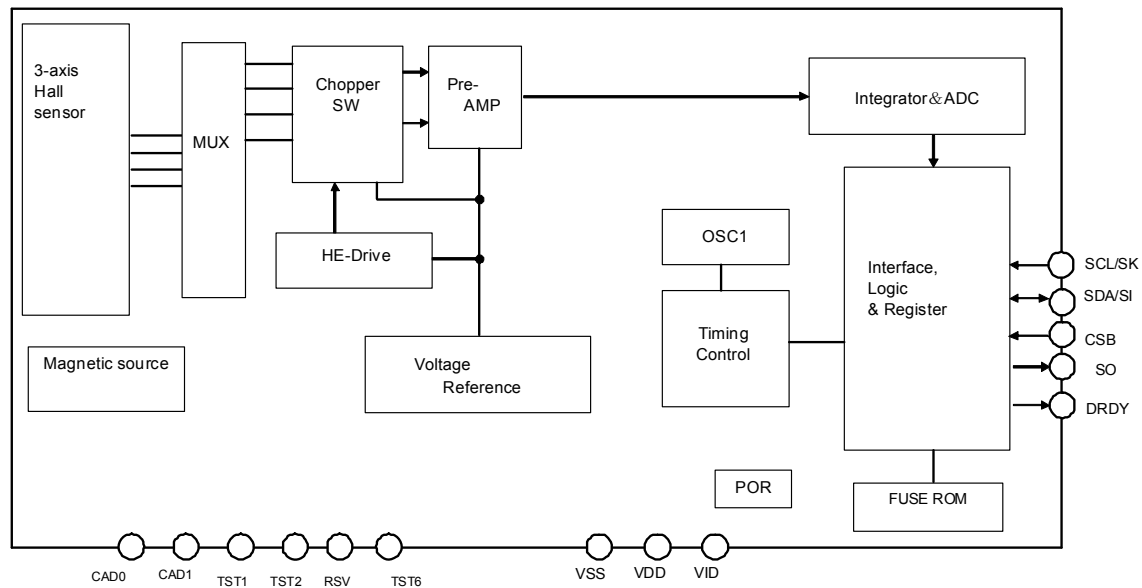 3-axis
Hall
sensor
MUX
Chopper
SW
Pre-
AMP
Integrator&ADC
HE-Drive
OSC1
Interface,
Logic
& Register
Timing
Control
Voltage
Reference
Magnetic source
POR
FUSE ROM
SCL/SK
SDA/SI
CSB
SO
DRDY
CAD0
CAD1
TST1
TST2
RSV
TST6
VSS
VDD
VID